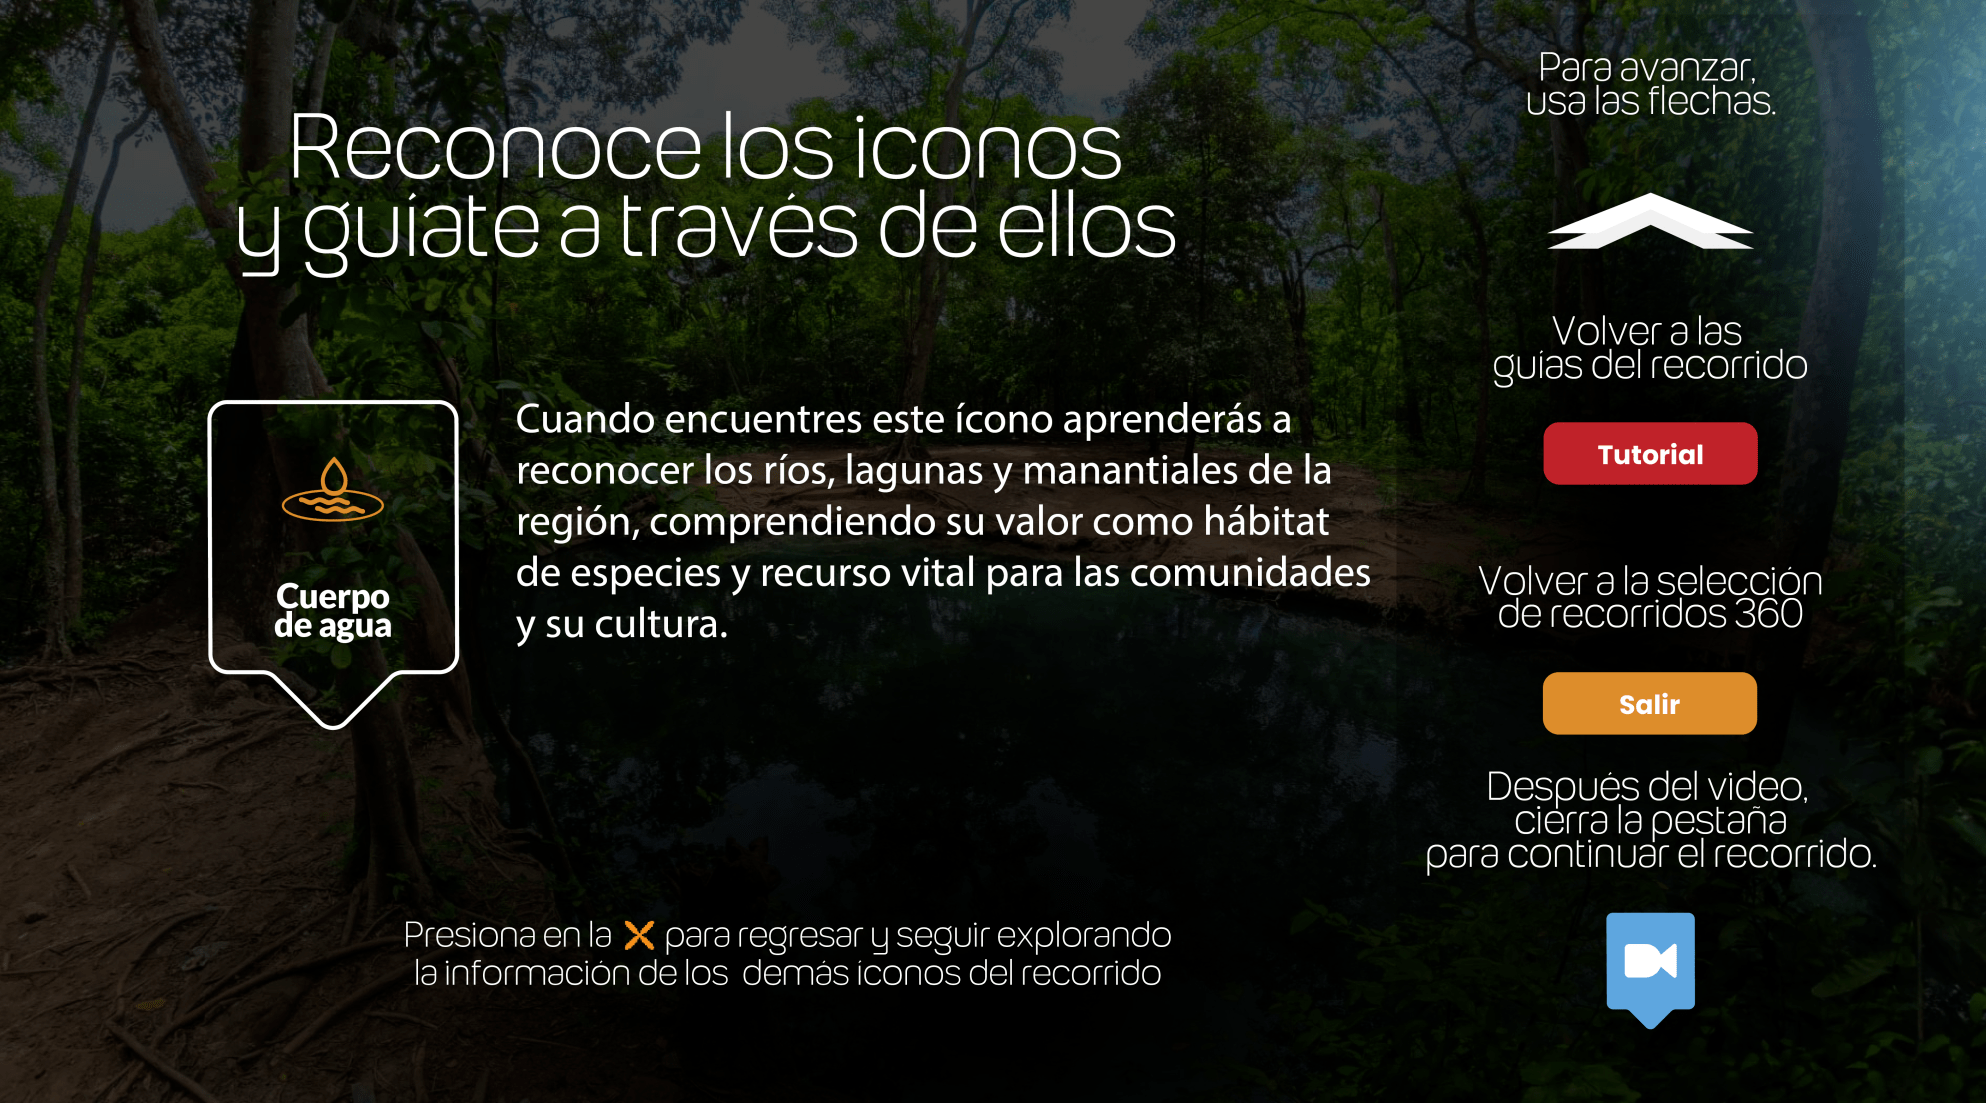 Reconoce los iconos
y guíate a través de ellos
Cuerpo
de agua
Cuando encuentres este ícono aprenderás a
reconocer los ríos, lagunas y manantiales de la
región, comprendiendo su valor como hábitat
de especies y recurso vital para las comunidades
y su cultura.
Presiona en la para regresar y seguir explorando
la información de los demás íconos del recorrido
Para avanzar,
usa las flechas.
Volver a las
guías del recorrido
Tutorial
Volver a la selección
de recorridos 360
Salir
Después del video,
cierra la pestaña
para continuar el recorrido.